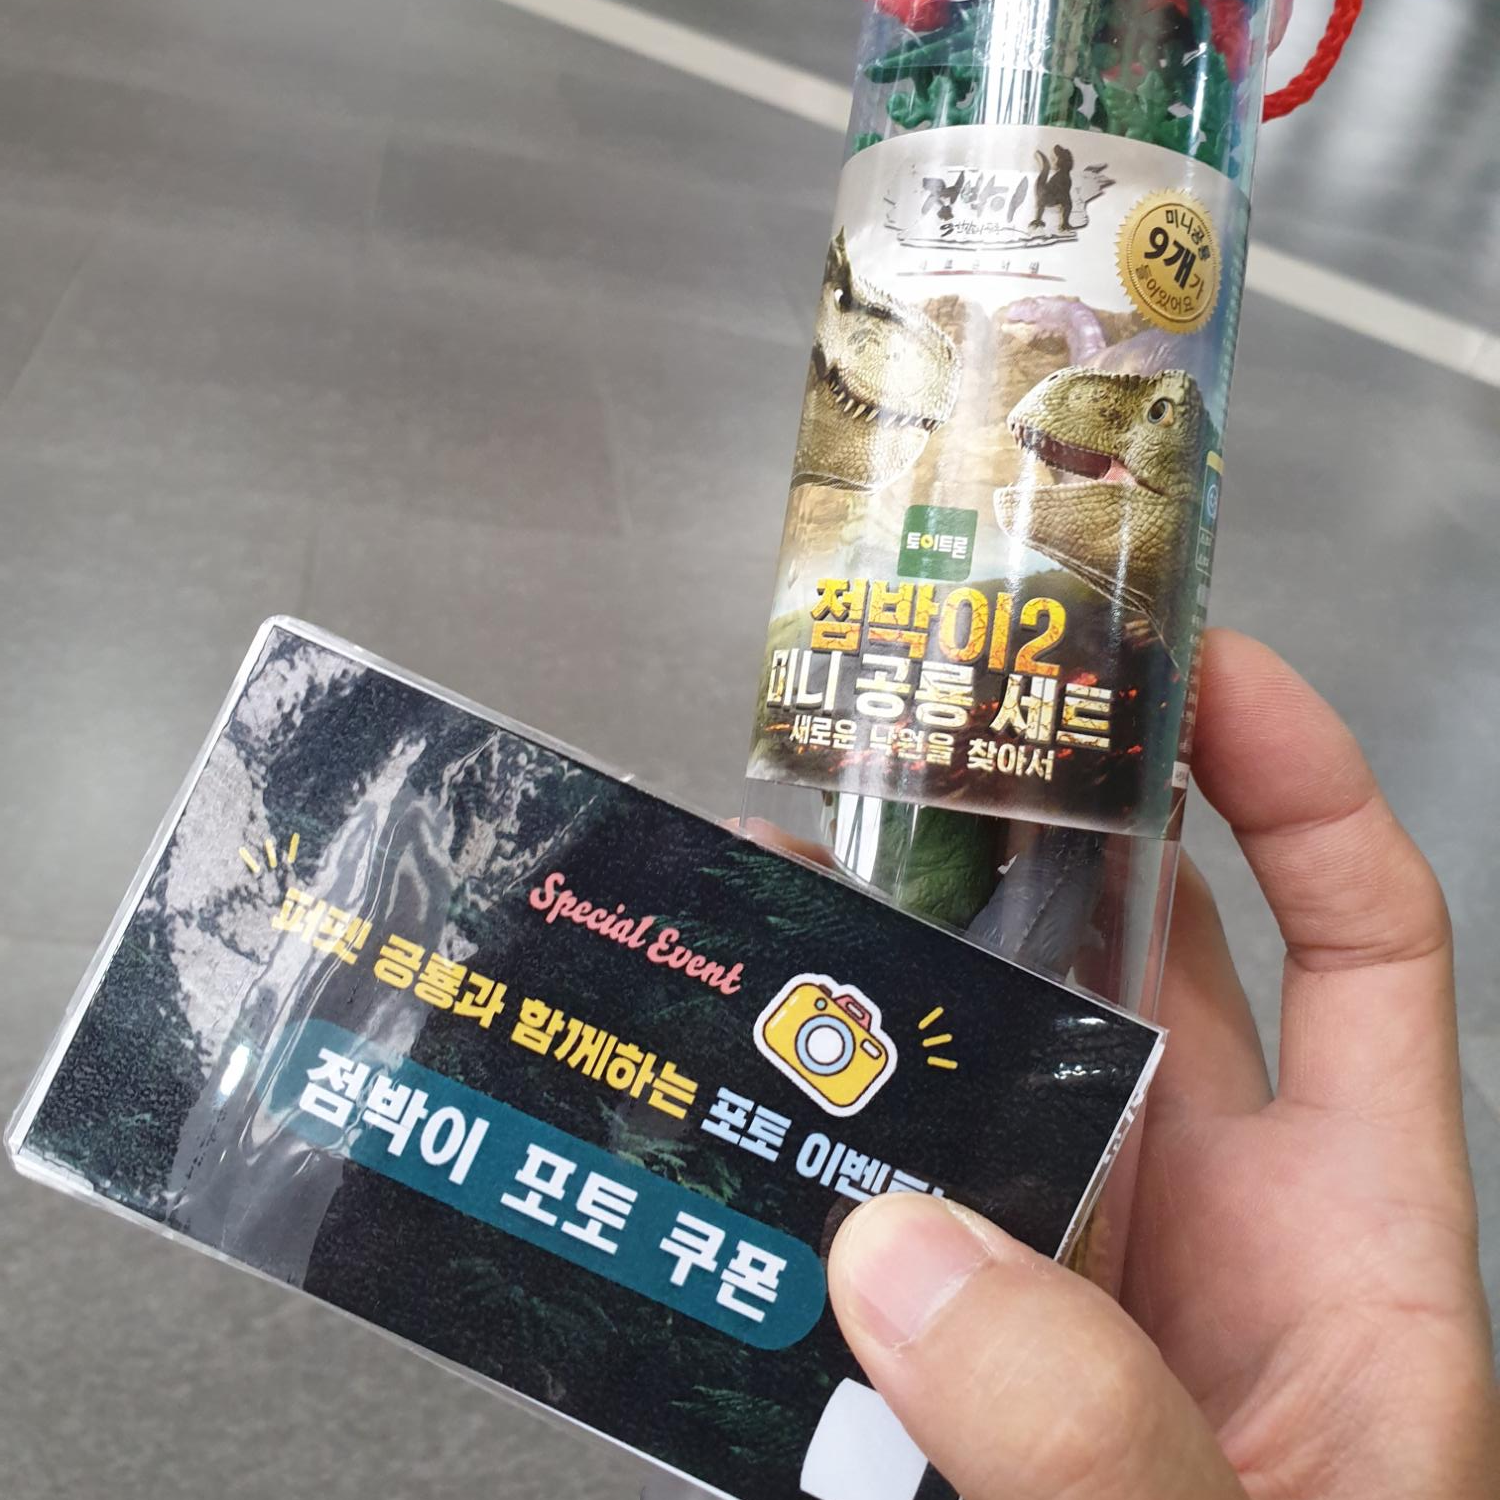 점박이
미니공룡
9개가
들어있어요
토이트론
점박이2
미니 공룡 세트
새로운 낙원을 찾아서
Special Event
퍼펫 공룡과 함께하는 포토 이벤트
점박이 포토 쿠폰